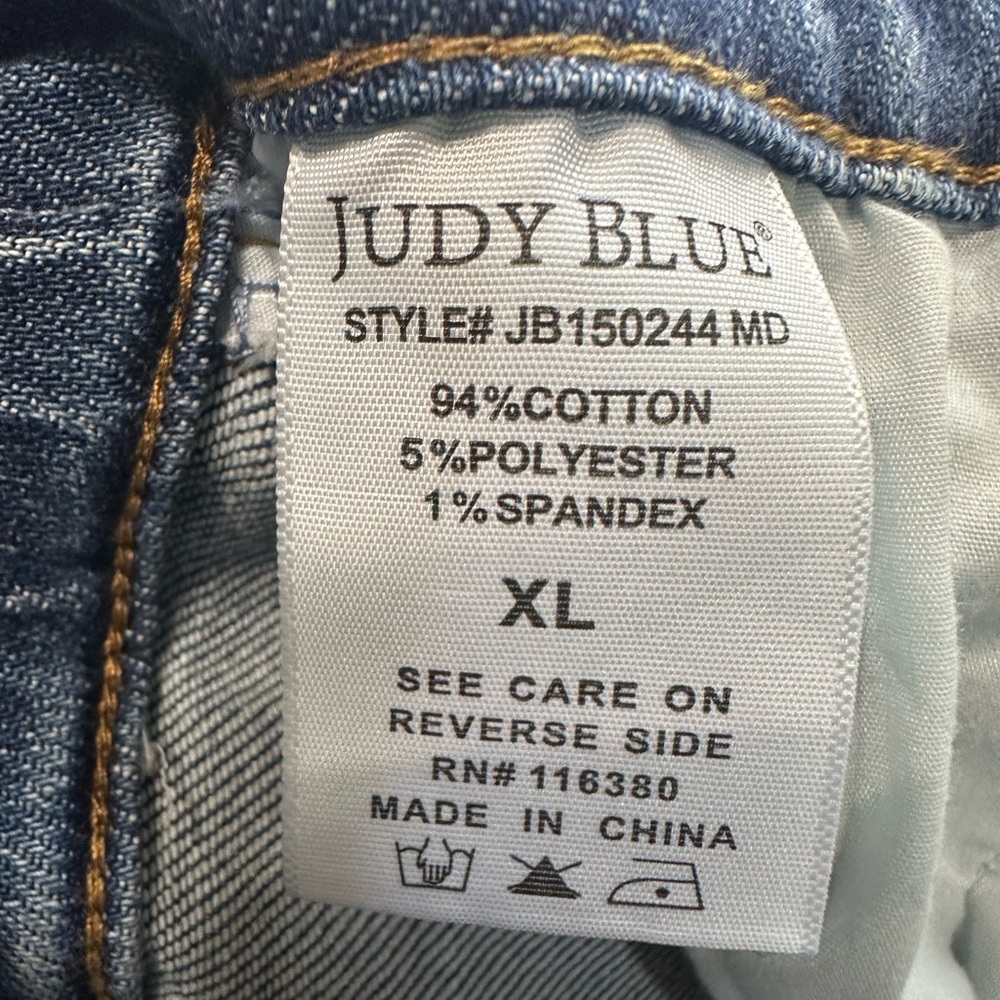 JUDY BLUE®
STYLE# JB150244 MD
94%COTTON
5%POLYESTER
1%SPANDEX
XL
SEE CARE ON
REVERSE SIDE
RN# 116380
MADE IN CHINA